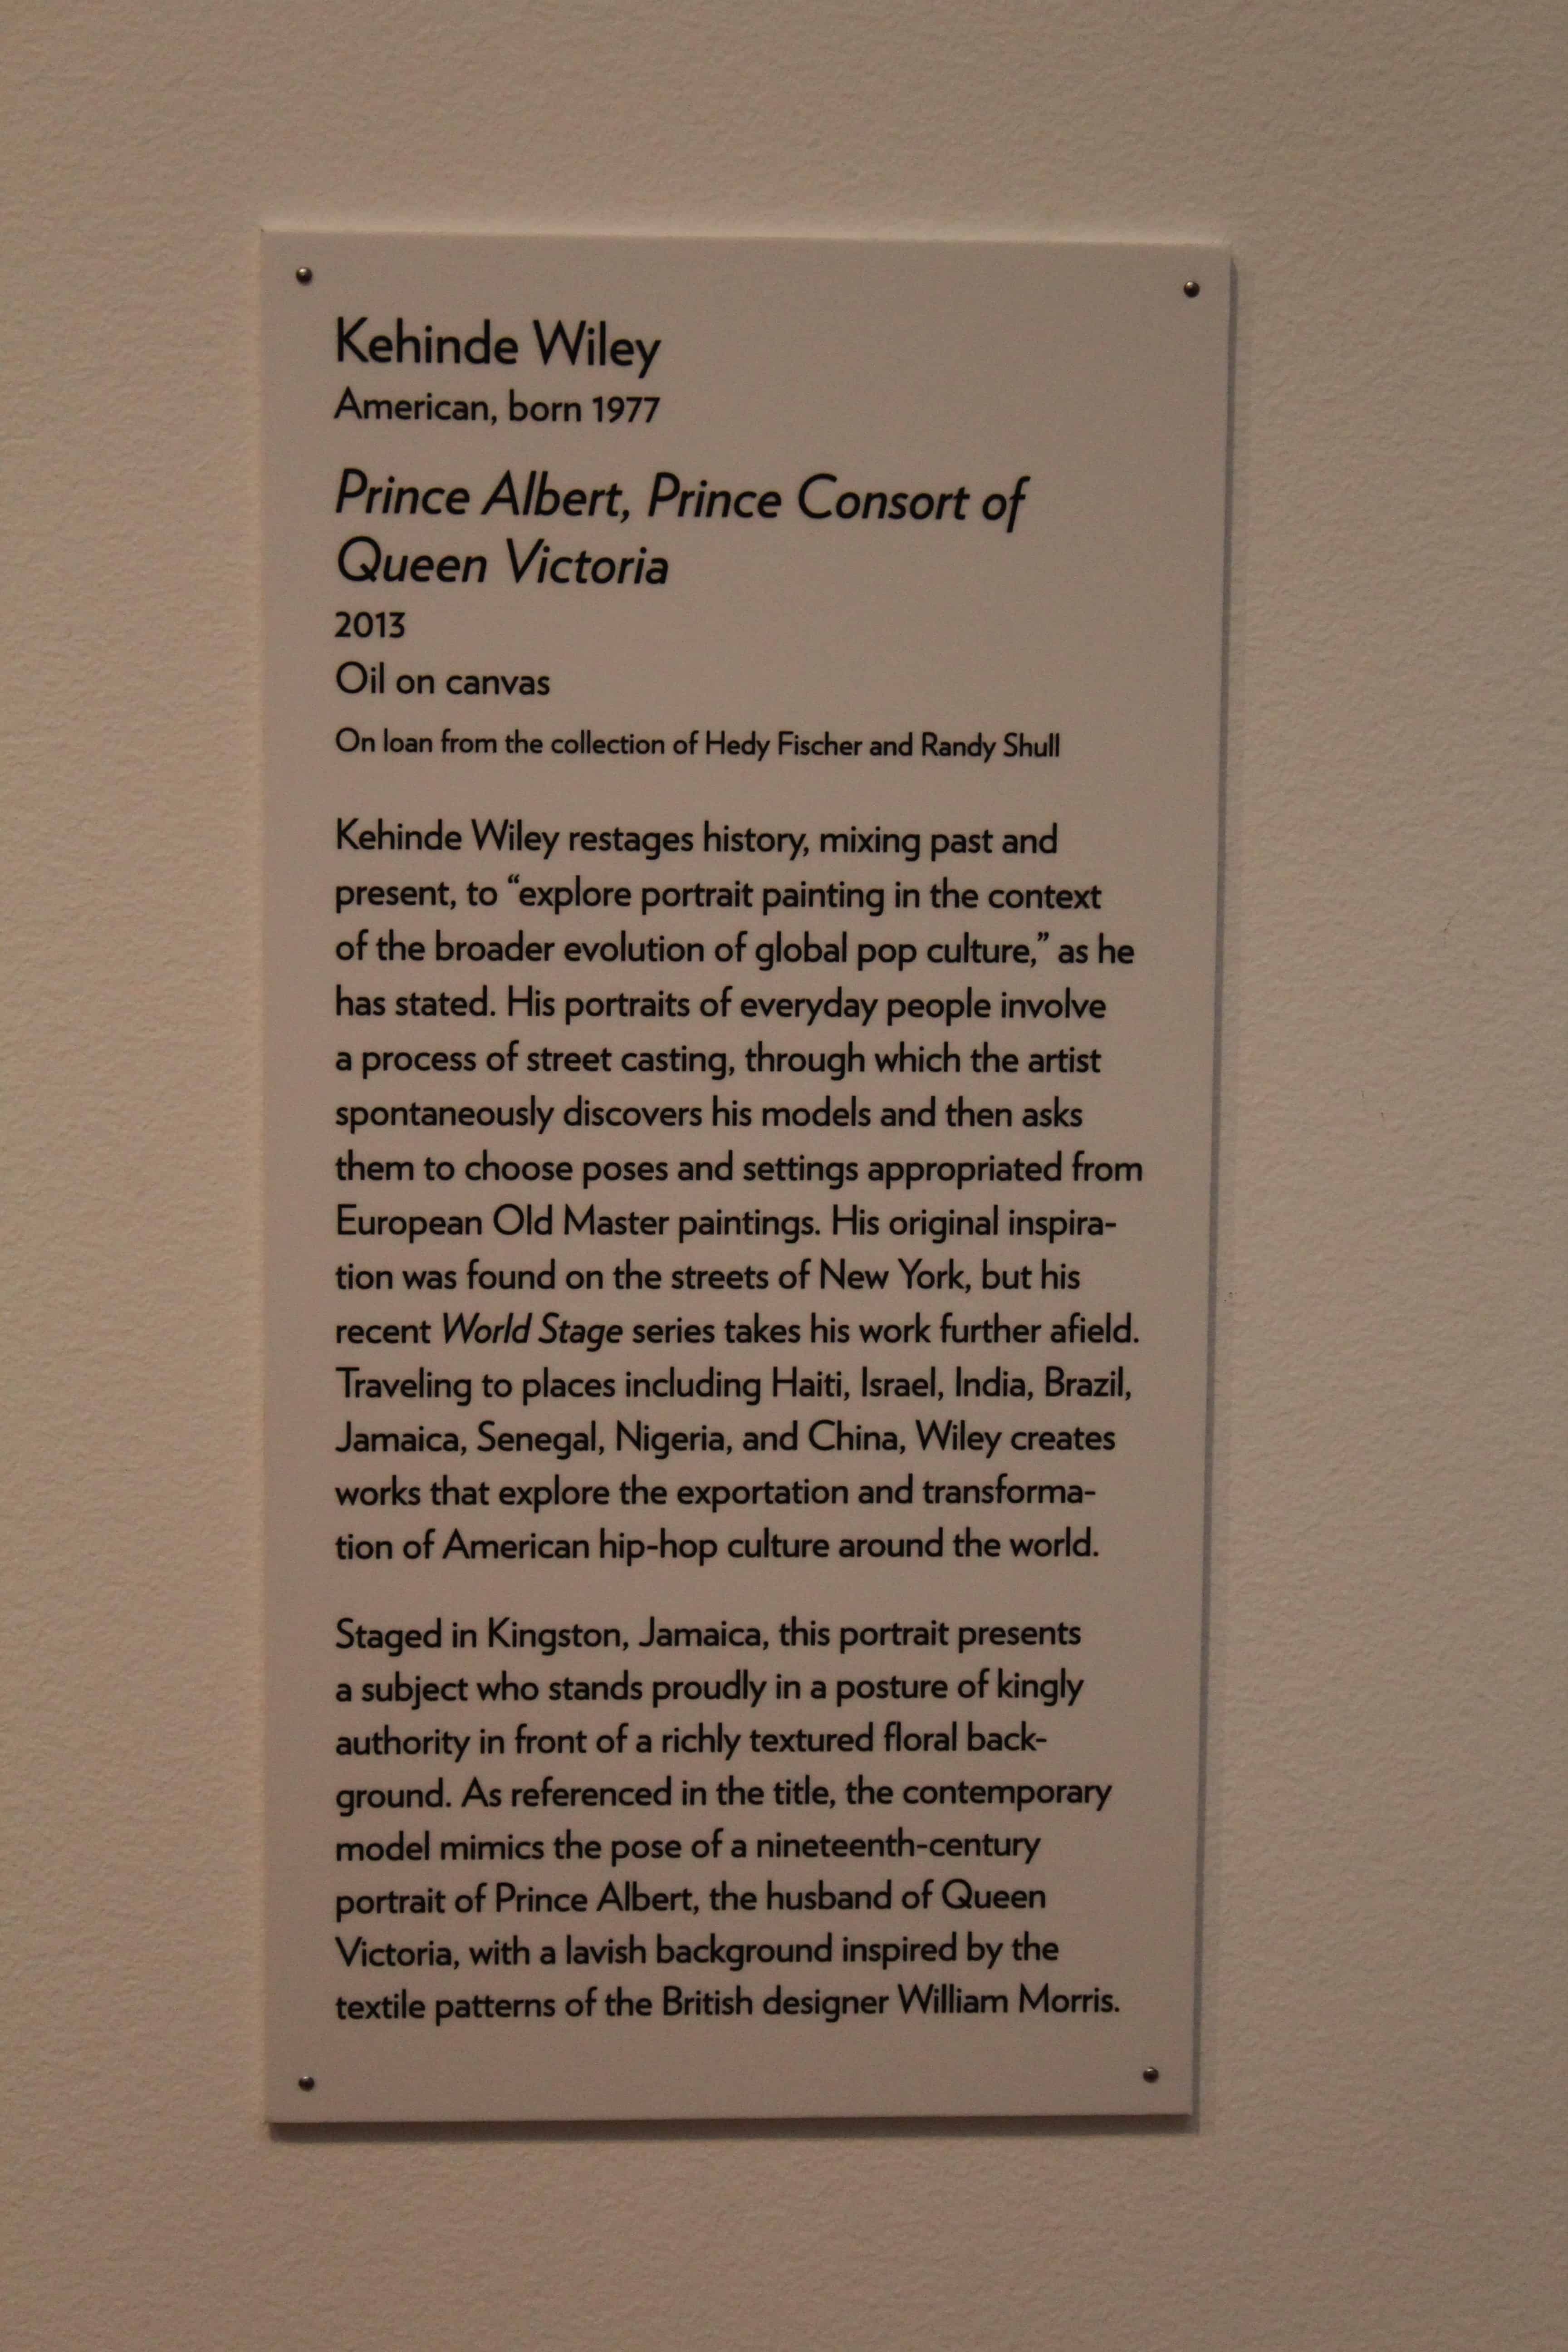 Kehinde Wiley
American, born 1977
Prince Albert, Prince Consort of
Queen Victoria
2013
Oil on canvas
On loan from the collection of Hedy Fischer and Randy Shull
Kehinde Wiley restages history, mixing past and
present, to “explore portrait painting in the context
of the broader evolution of global pop culture,” as he
has stated. His portraits of everyday people involve
a process of street casting, through which the artist
spontaneously discovers his models and then asks
them to choose poses and settings appropriated from
European Old Master paintings. His original inspira-
tion was found on the streets of New York, but his
recent World Stage series takes his work further afield.
Traveling to places including Haiti, Israel, India, Brazil,
Jamaica, Senegal, Nigeria, and China, Wiley creates
works that explore the exportation and transforma-
tion of American hip-hop culture around the world.
Staged in Kingston, Jamaica, this portrait presents
a subject who stands proudly in a posture of kingly
authority in front of a richly textured floral back-
ground. As referenced in the title, the contemporary
model mimics the pose of a nineteenth-century
portrait of Prince Albert, the husband of Queen
Victoria, with a lavish background inspired by the
textile patterns of the British designer William Morris.